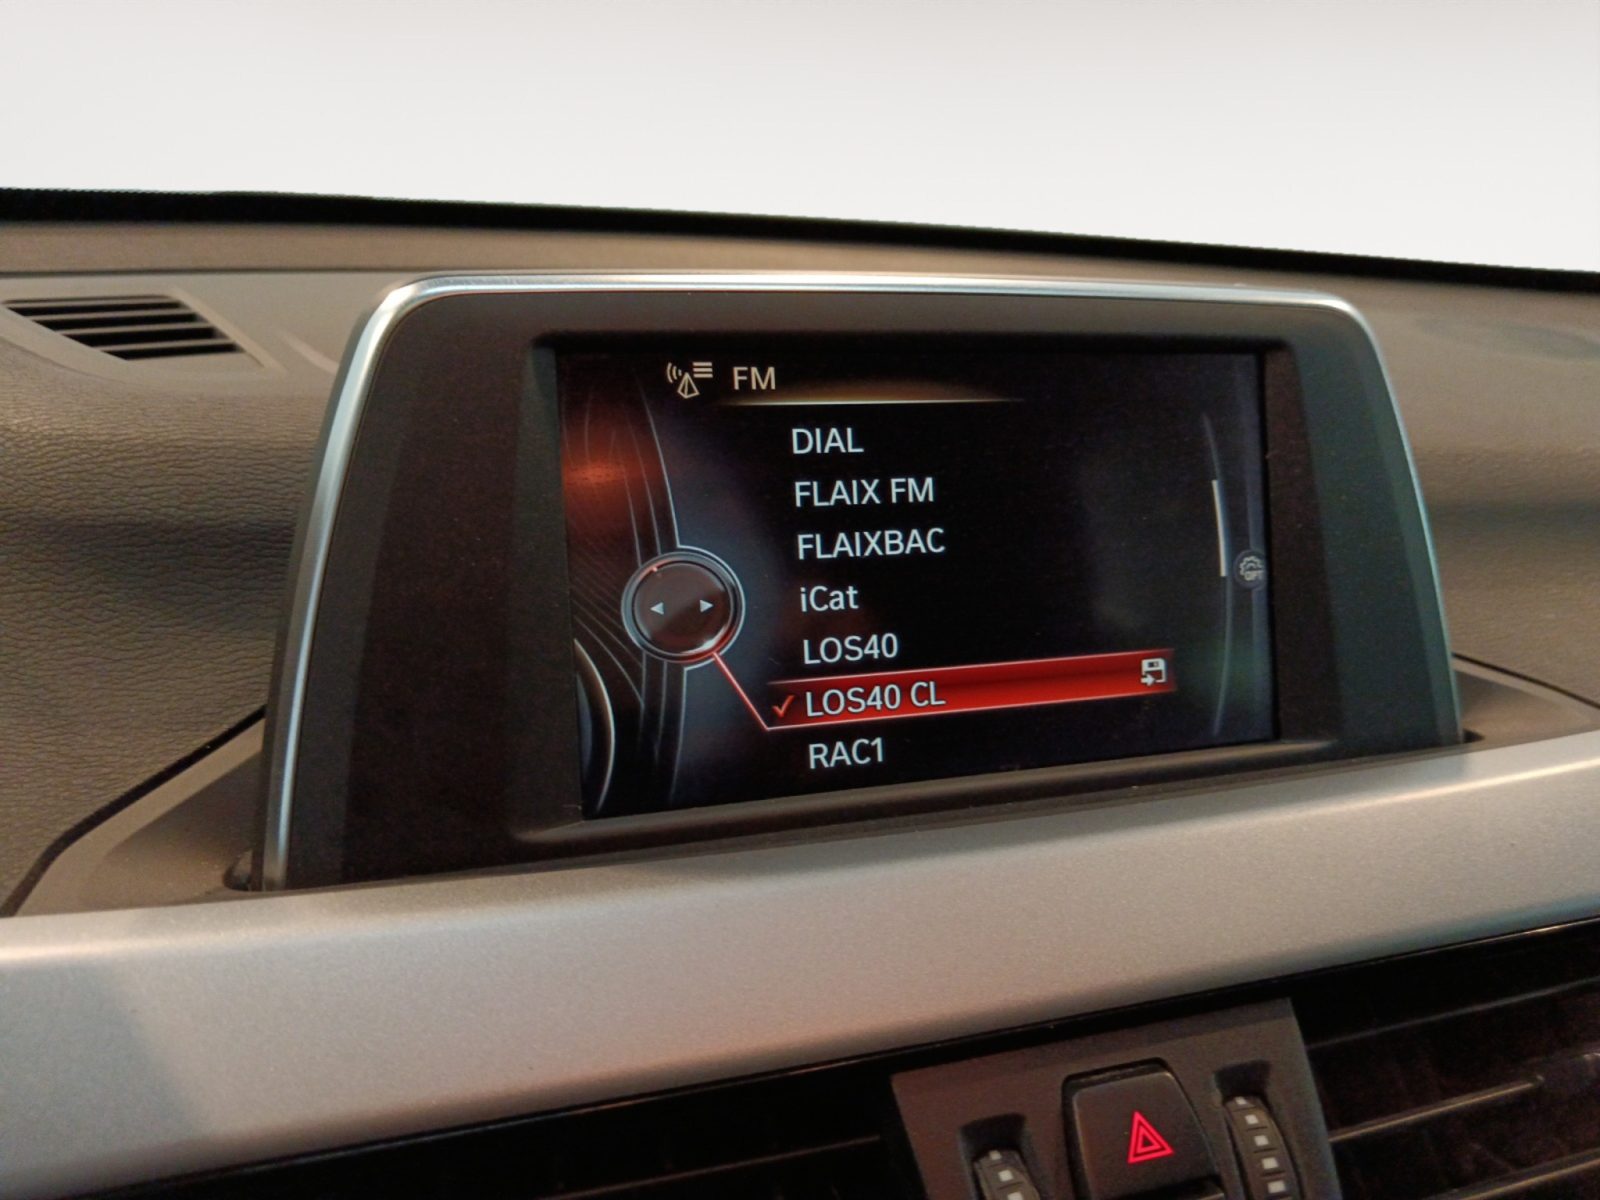 FM
DIAL
FLAIX FM
FLAIXBAC
iCat
LOS40
LOS40 CL
RAC1